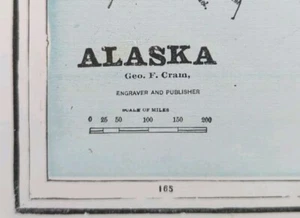 ALASKA
Geo. F. Cram,
ENGRAVER AND PUBLISHER
SCALE OF MILES
0 25 50 100 150 200
165